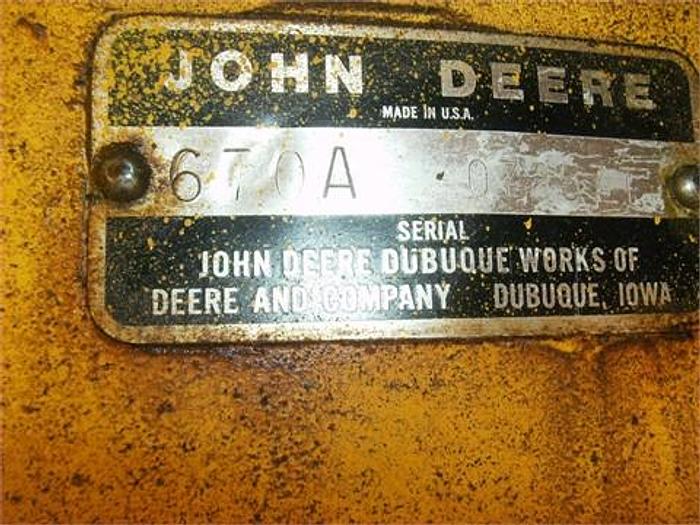 JOHN DEERE
MADE IN U.S.A.
670A
SERIAL
JOHN DEERE DUBUQUE WORKS OF
DEERE AND COMPANY DUBUQUE, IOWA